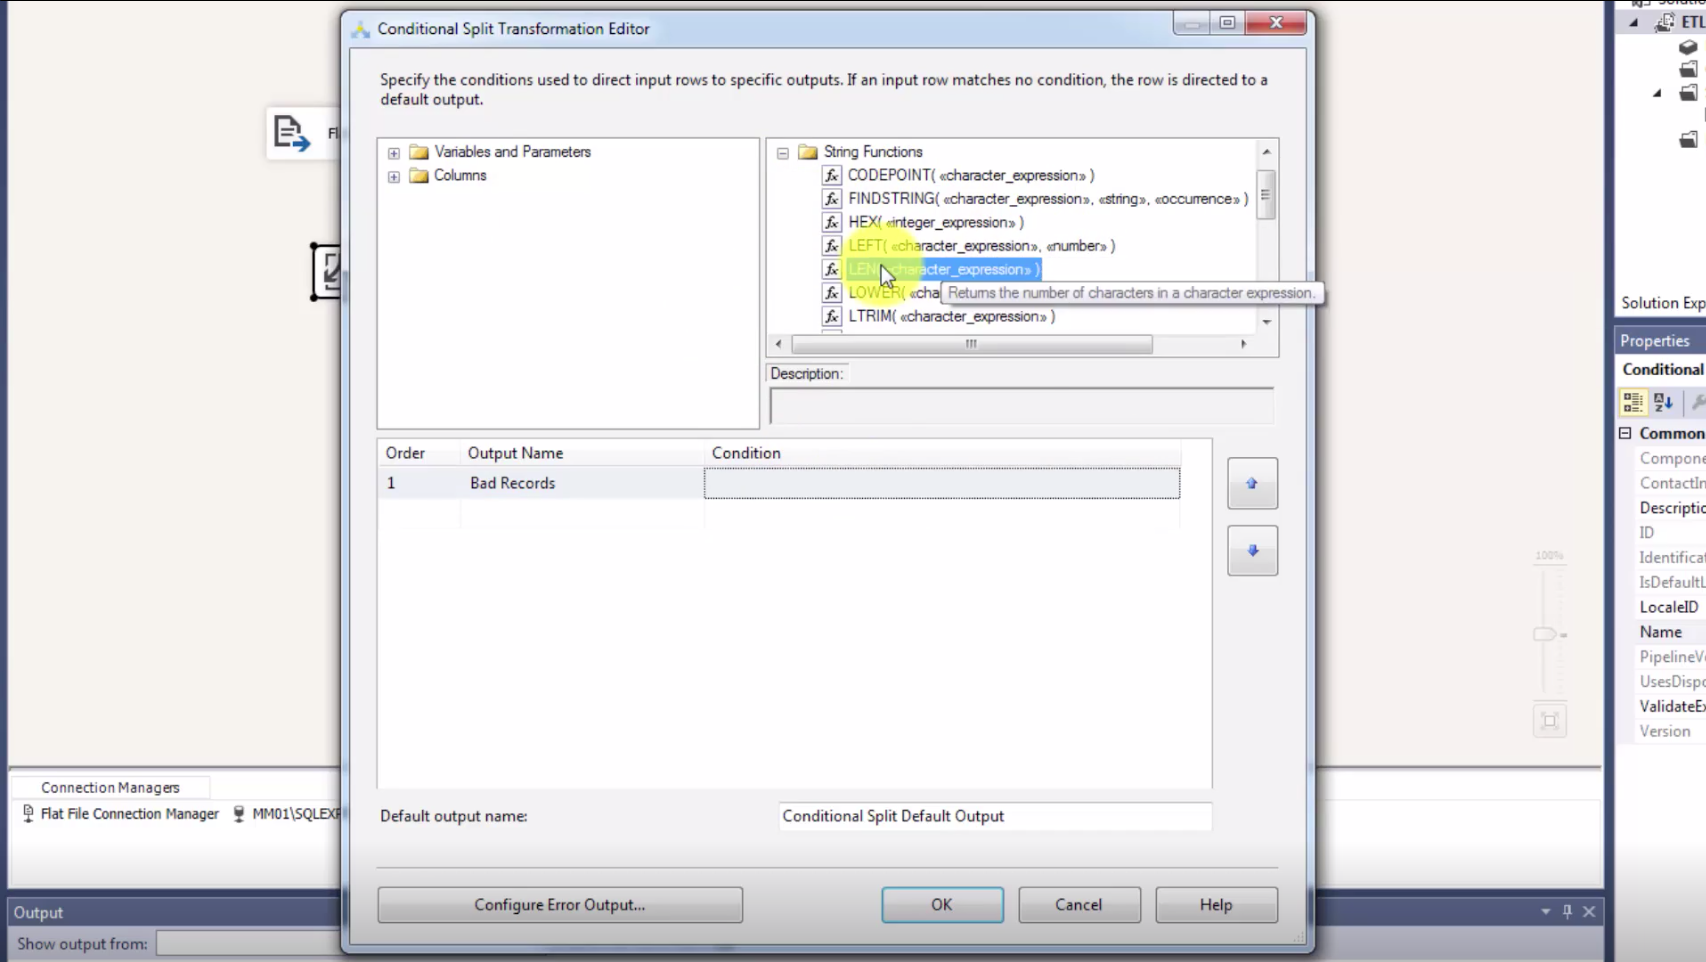 Conditional Split Transformation Editor
Specify the conditions used to direct input rows to specific outputs. If an input row matches no condition, the row is directed to a
default output.
Variables and Parameters
Columns
String Functions
CODEPOINT( «character_expression» )
FINDSTRING( «character_expression», «string», «occurrence» )
HEX( «integer_expression» )
LEFT( «character_expression», «number» )
LEN( «character_expression» )
LOWER( «cha
Returns the number of characters in a character expression.
LTRIM( «character_expression» )
Description:
Order Output Name Condition
1 Bad Records
Default output name: Conditional Split Default Output
Configure Error Output... OK Cancel Help
Connection Managers
Flat File Connection Manager MM01\SQLEXP
Output
Show output from:
100%
ETL
Solution Exp
Properties
Conditional
Common
Compone
ContactIn
Descriptio
ID
Identifica
IsDefaultL
LocaleID
Name
PipelineVe
UsesDispo
ValidateEx
Version